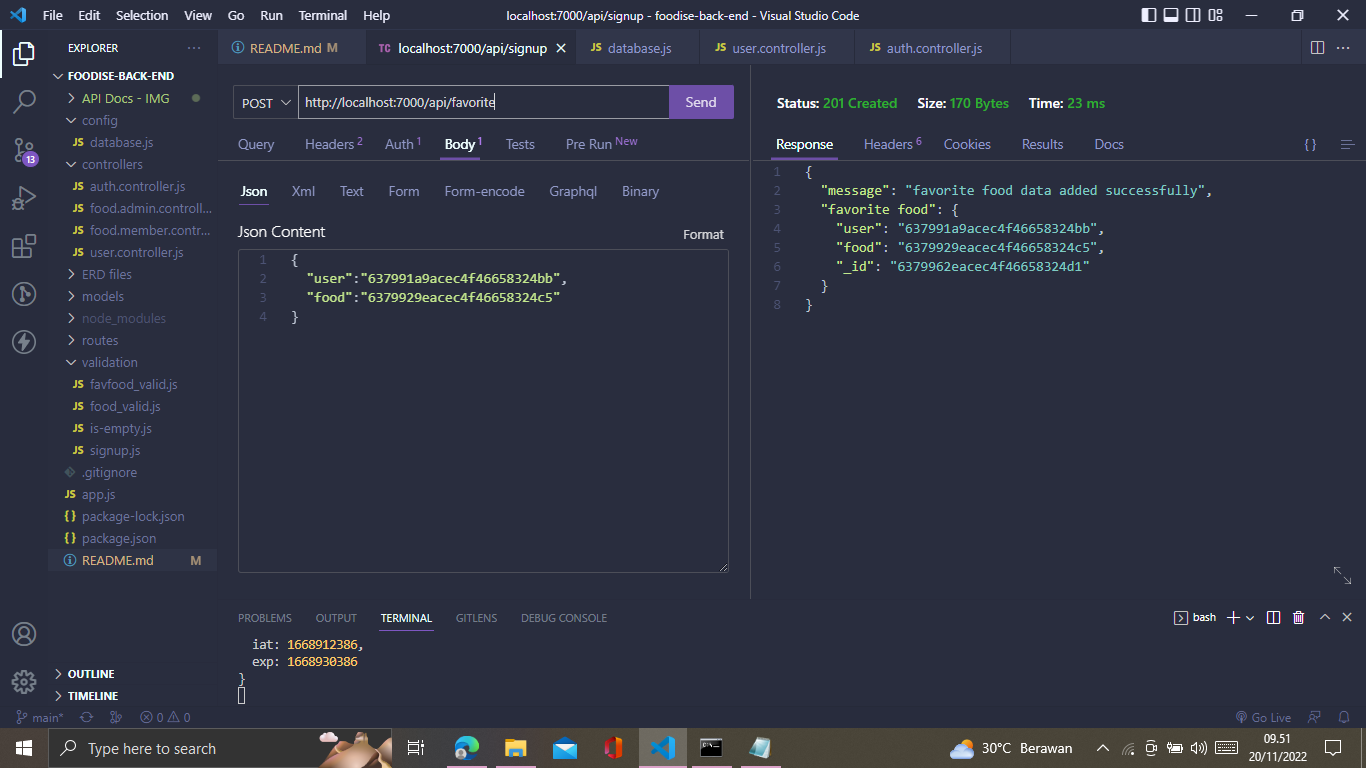 File Edit Selection View Go Run Terminal Help localhost:7000/api/signup - foodise-back-end - Visual Studio Code
EXPLORER ...
README.md M
TC localhost:7000/api/signup
JS database.js
JS user.controller.js
JS auth.controller.js
FOODISE-BACK-END
API Docs - IMG
config
JS database.js
controllers
JS auth.controller.js
JS food.admin.controll...
JS food.member.contr...
JS user.controller.js
ERD files
models
node_modules
routes
validation
JS favfood_valid.js
JS food_valid.js
JS is-empty.js
JS signup.js
.gitignore
JS app.js
{} package-lock.json
{} package.json
README.md M
OUTLINE
TIMELINE
13
POST http://localhost:7000/api/favorite Send
Query Headers 2 Auth 1 Body 1 Tests Pre Run New
Json Xml Text Form Form-encode Graphql Binary
Json Content Format
1 {
2 "user":"637991a9acec4f46658324bb",
3 "food":"6379929eacec4f46658324c5"
4 }
Status: 201 Created Size: 170 Bytes Time: 23 ms
Response Headers 6 Cookies Results Docs {}
1 {
2 "message": "favorite food data added successfully",
3 "favorite food": {
4 "user": "637991a9acec4f46658324bb",
5 "food": "6379929eacec4f46658324c5",
6 "_id": "6379962eacec4f46658324d1"
7 }
8 }
PROBLEMS OUTPUT TERMINAL GITLENS DEBUG CONSOLE bash
iat: 1668912386,
exp: 1668930386
}
main* 0 0 Go Live
Type here to search 30°C Berawan 09.51
20/11/2022